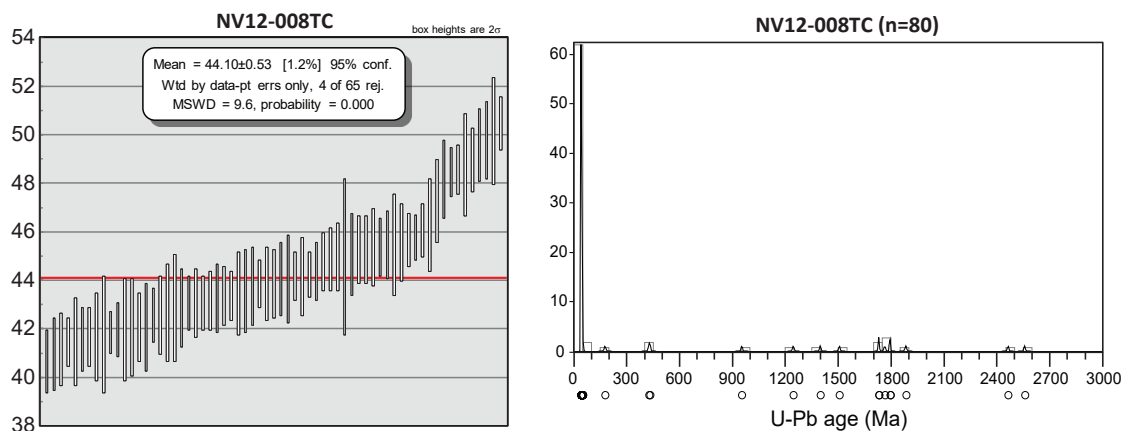 NV12-008TC
box heights are 2σ
54
52
50
48
46
44
42
40
38
Mean = 44.10±0.53 [1.2%] 95% conf.
Wtd by data-pt errs only, 4 of 65 rej.
MSWD = 9.6, probability = 0.000
NV12-008TC (n=80)
60
50
40
30
20
10
0
0 300 600 900 1200 1500 1800 2100 2400 2700 3000
U-Pb age (Ma)